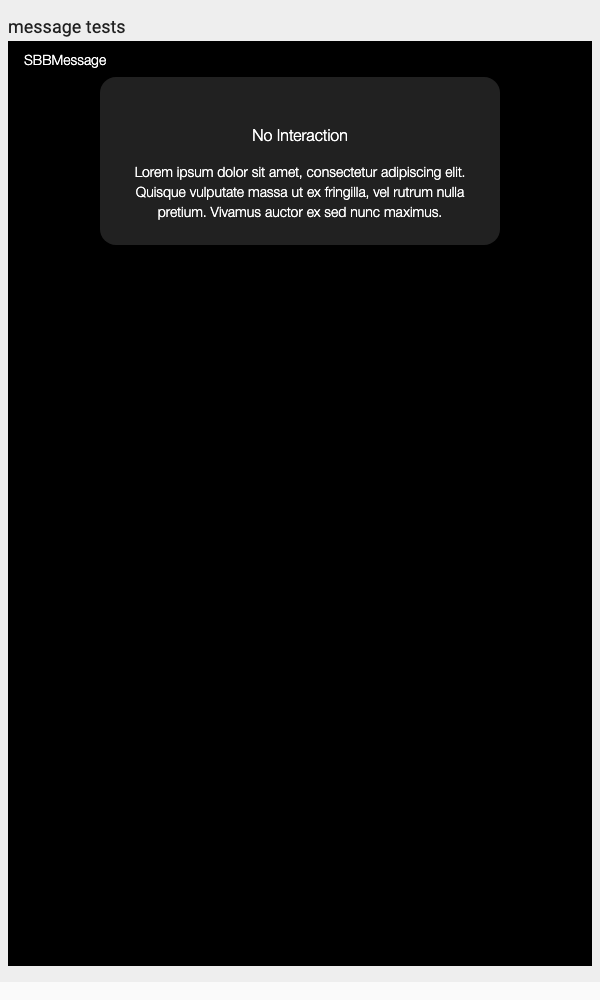 message tests
SBBMessage
No Interaction
Lorem ipsum dolor sit amet, consectetur adipiscing elit.
Quisque vulputate massa ut ex fringilla, vel rutrum nulla
pretium. Vivamus auctor ex sed nunc maximus.